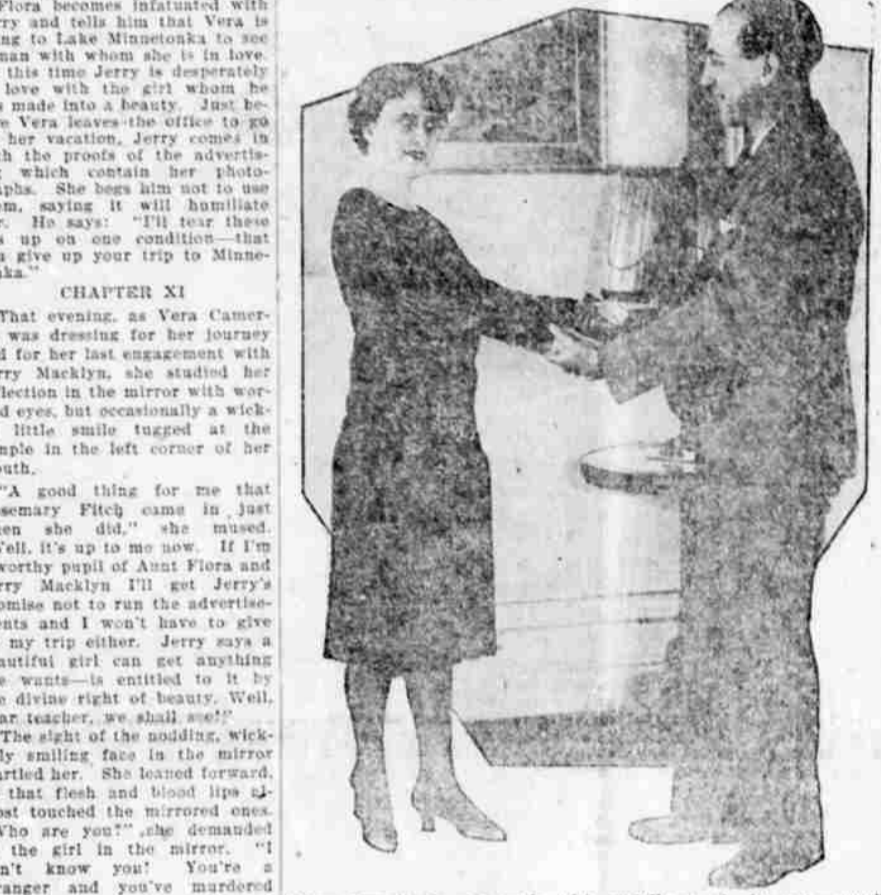 Flora becomes infatuated with
rry and tells him that Vera is
ing to Lake Minnetonka to see
man with whom she is in love.
this time Jerry is desperately
love with the girl whom he
s made into a beauty. Just be-
re Vera leaves the office to go
her vacation, Jerry comes in
th the proofs of the advertis-
g which contain her photo-
aphs. She begs him not to use
em, saying it will humiliate
r. He says: "I'll tear these
s up on one condition—that
u give up your trip to Minne-
nka."
CHAPTER XI
That evening, as Vera Camer-
was dressing for her journey
d for her last engagement with
rry Macklyn, she studied her
flection in the mirror with wor-
d eyes, but occasionally a wick-
little smile tugged at the
mple in the left corner of her
outh.
"A good thing for me that
semary Fitch came in just
en she did," she mused.
Well, it's up to me now. If I'm
worthy pupil of Aunt Flora and
rry Macklyn I'll get Jerry's
omise not to run the advertise-
ents and I won't have to give
my trip either. Jerry says a
autiful girl can get anything
e wants—is entitled to it by
e divine right of beauty. Well,
ar teacher, we shall see!"
The sight of the nodding, wick-
ly smiling face in the mirror
artled her. She leaned forward,
that flesh and blood lips al-
ost touched the mirrored ones.
Who are you?" she demanded
the girl in the mirror. "I
n't know you! You're a
ranger and you've murdered